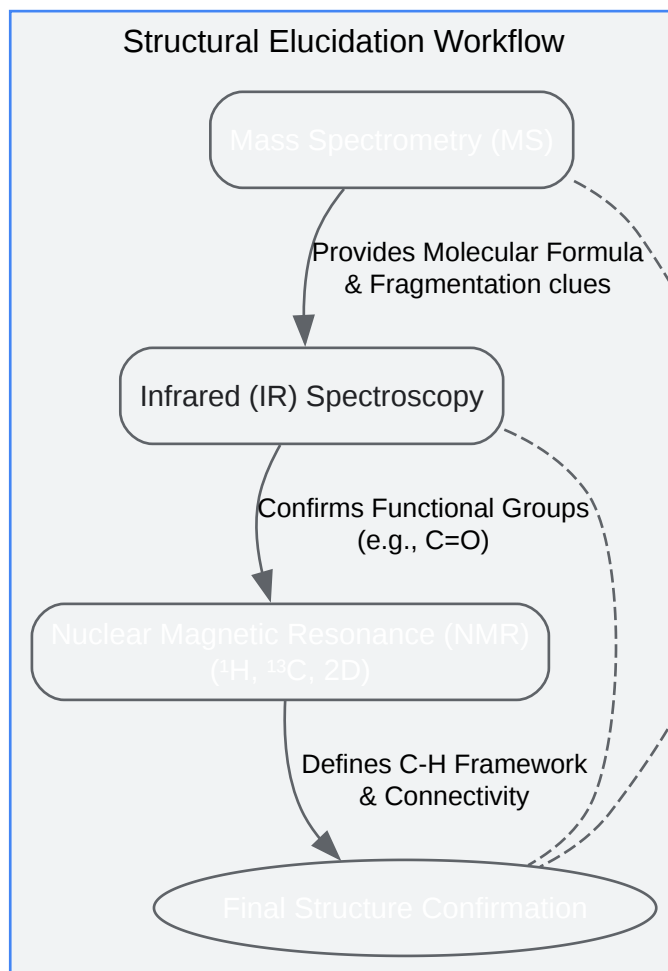 Structural Elucidation Workflow
Mass Spectrometry (MS)
Provides Molecular Formula
& Fragmentation clues
Infrared (IR) Spectroscopy
Confirms Functional Groups
(e.g., C=O)
Nuclear Magnetic Resonance (NMR)
(¹H, ¹³C, 2D)
Defines C-H Framework
& Connectivity
Final Structure Confirmation